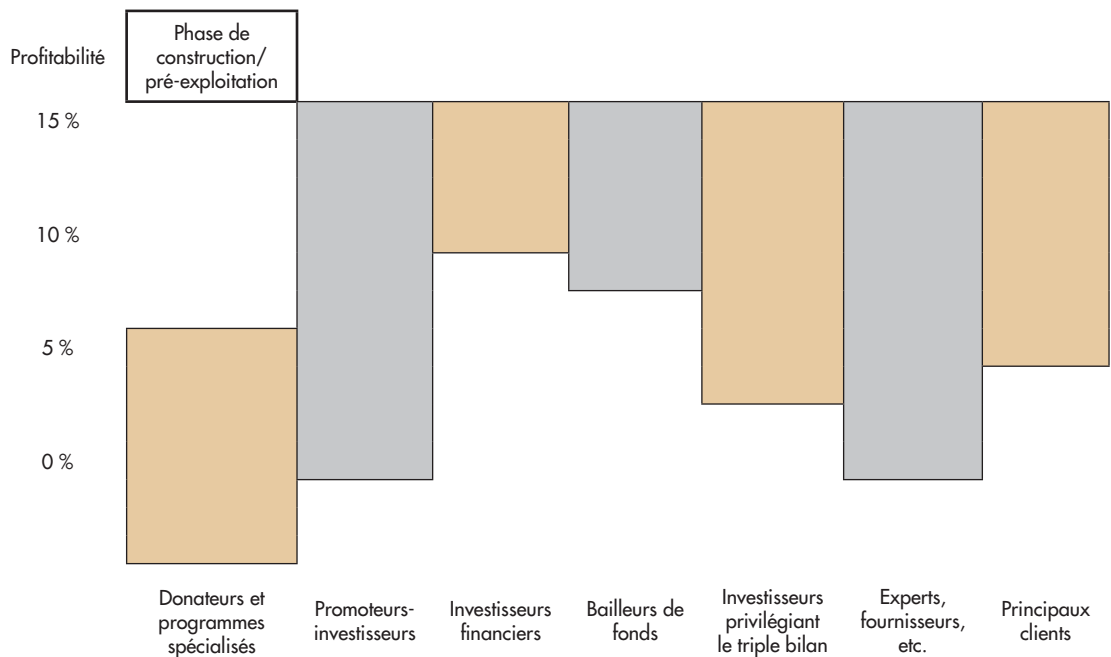 Profitabilité
Phase de
construction/
pré-exploitation
15 %
10 %
5 %
0 %
Donateurs et
programmes
spécialisés
Promoteurs-
investisseurs
Investisseurs
financiers
Bailleurs de
fonds
Investisseurs
privilégiant
le triple bilan
Experts,
fournisseurs,
etc.
Principaux
clients